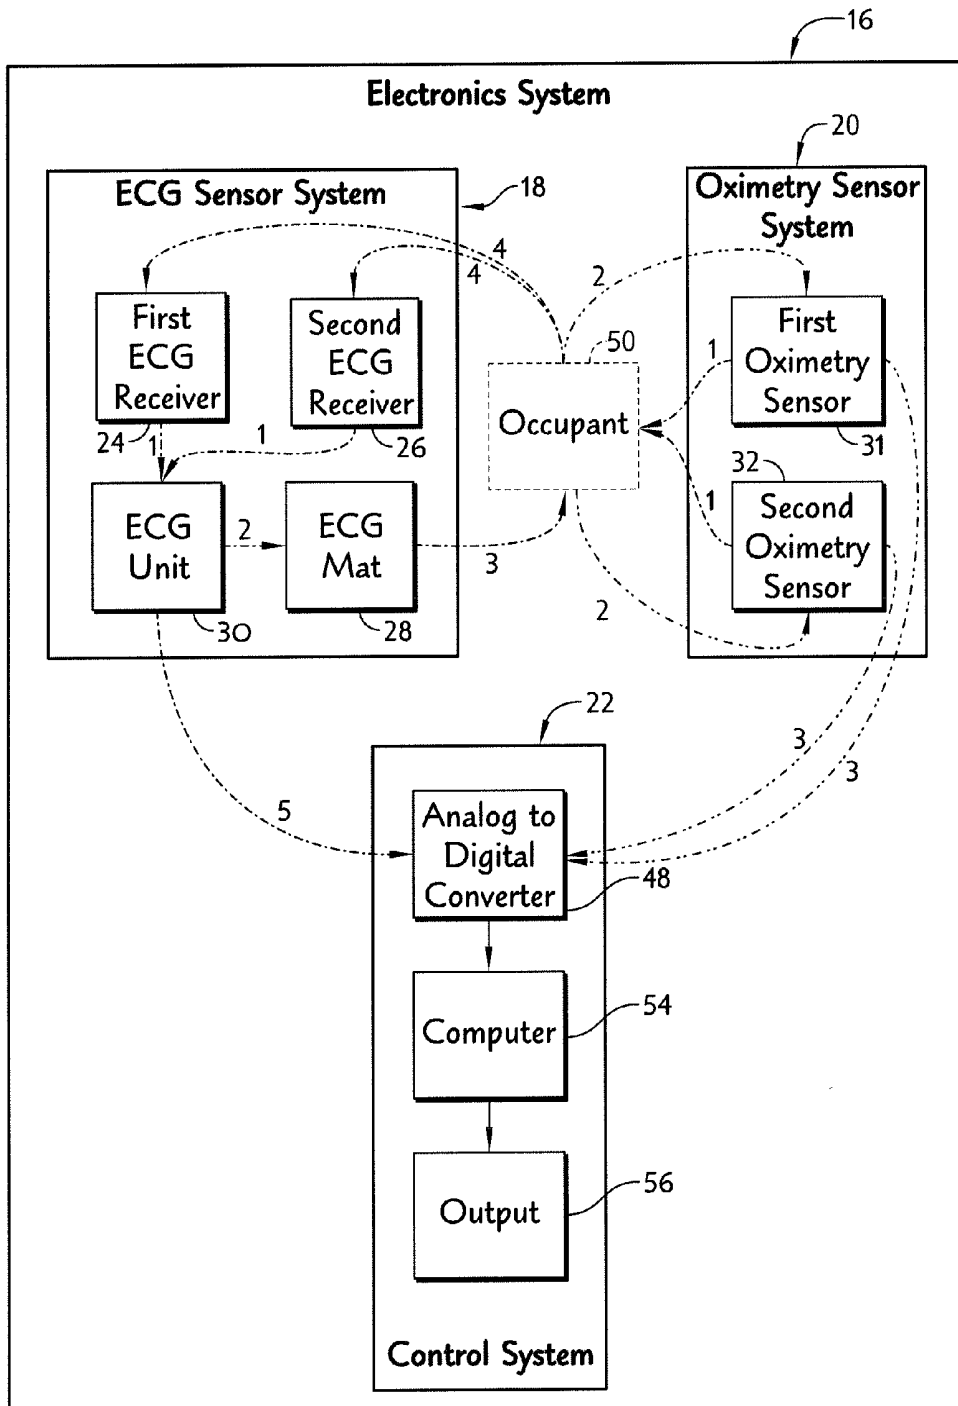 16
Electronics System
20
ECG Sensor System
18
Oximetry Sensor
System
4
4
2
First
ECG
Receiver
24
Second
ECG
Receiver
26
50
Occupant
1
First
Oximetry
Sensor
31
1
1
32
1
Second
Oximetry
Sensor
ECG
Unit
30
2
ECG
Mat
28
3
2
22
3
3
5
Analog to
Digital
Converter
48
Computer
54
Output
56
Control System